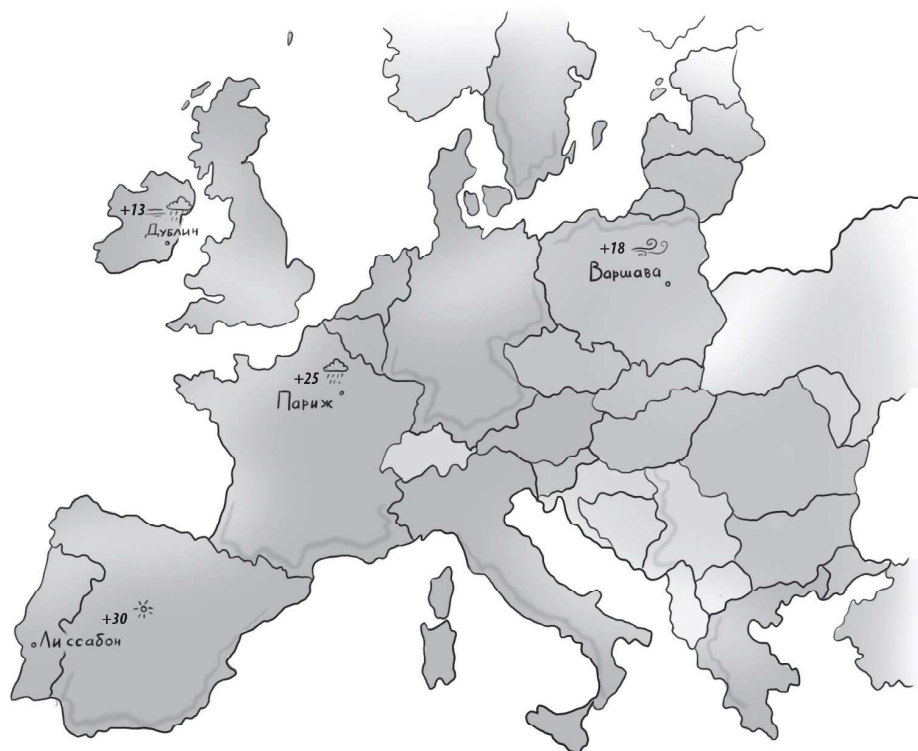 +13
Дублин
+18
Варшава
+25
Париж
+30
Лиссабон